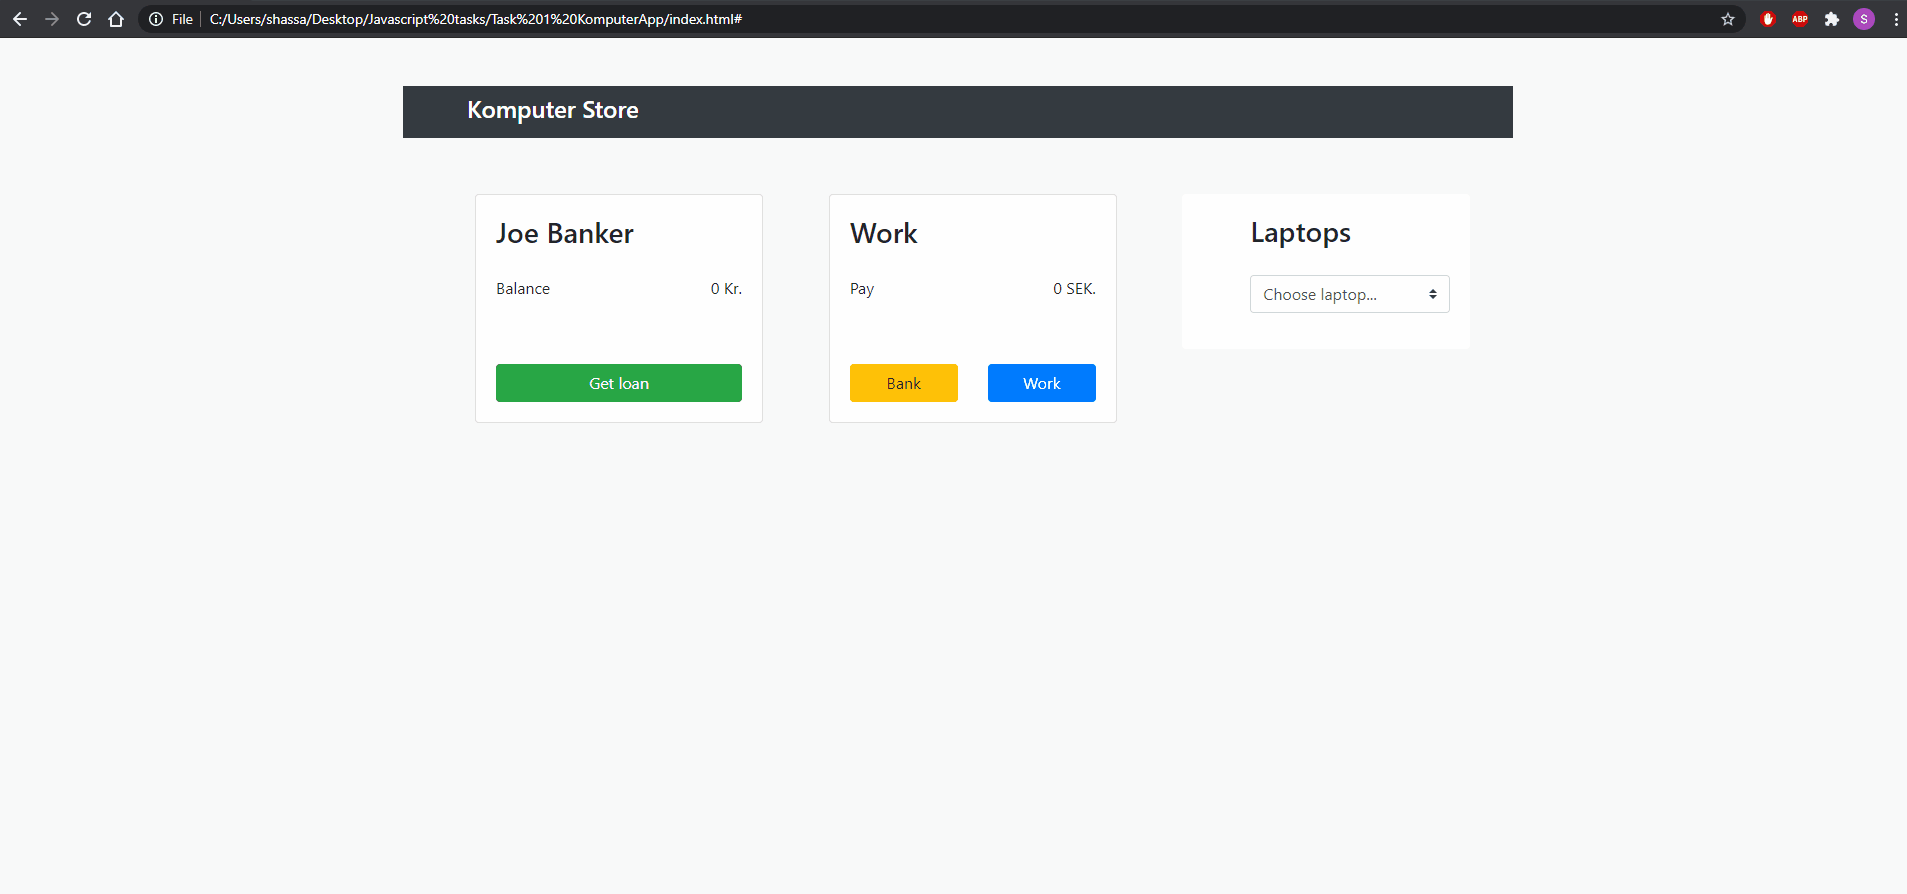 File C:/Users/shassa/Desktop/Javascript%20tasks/Task%201%20KomputerApp/index.html#
ABP
S
Komputer Store
Joe Banker
Balance 0 Kr.
Get loan
Work
Pay 0 SEK.
Bank Work
Laptops
Choose laptop...